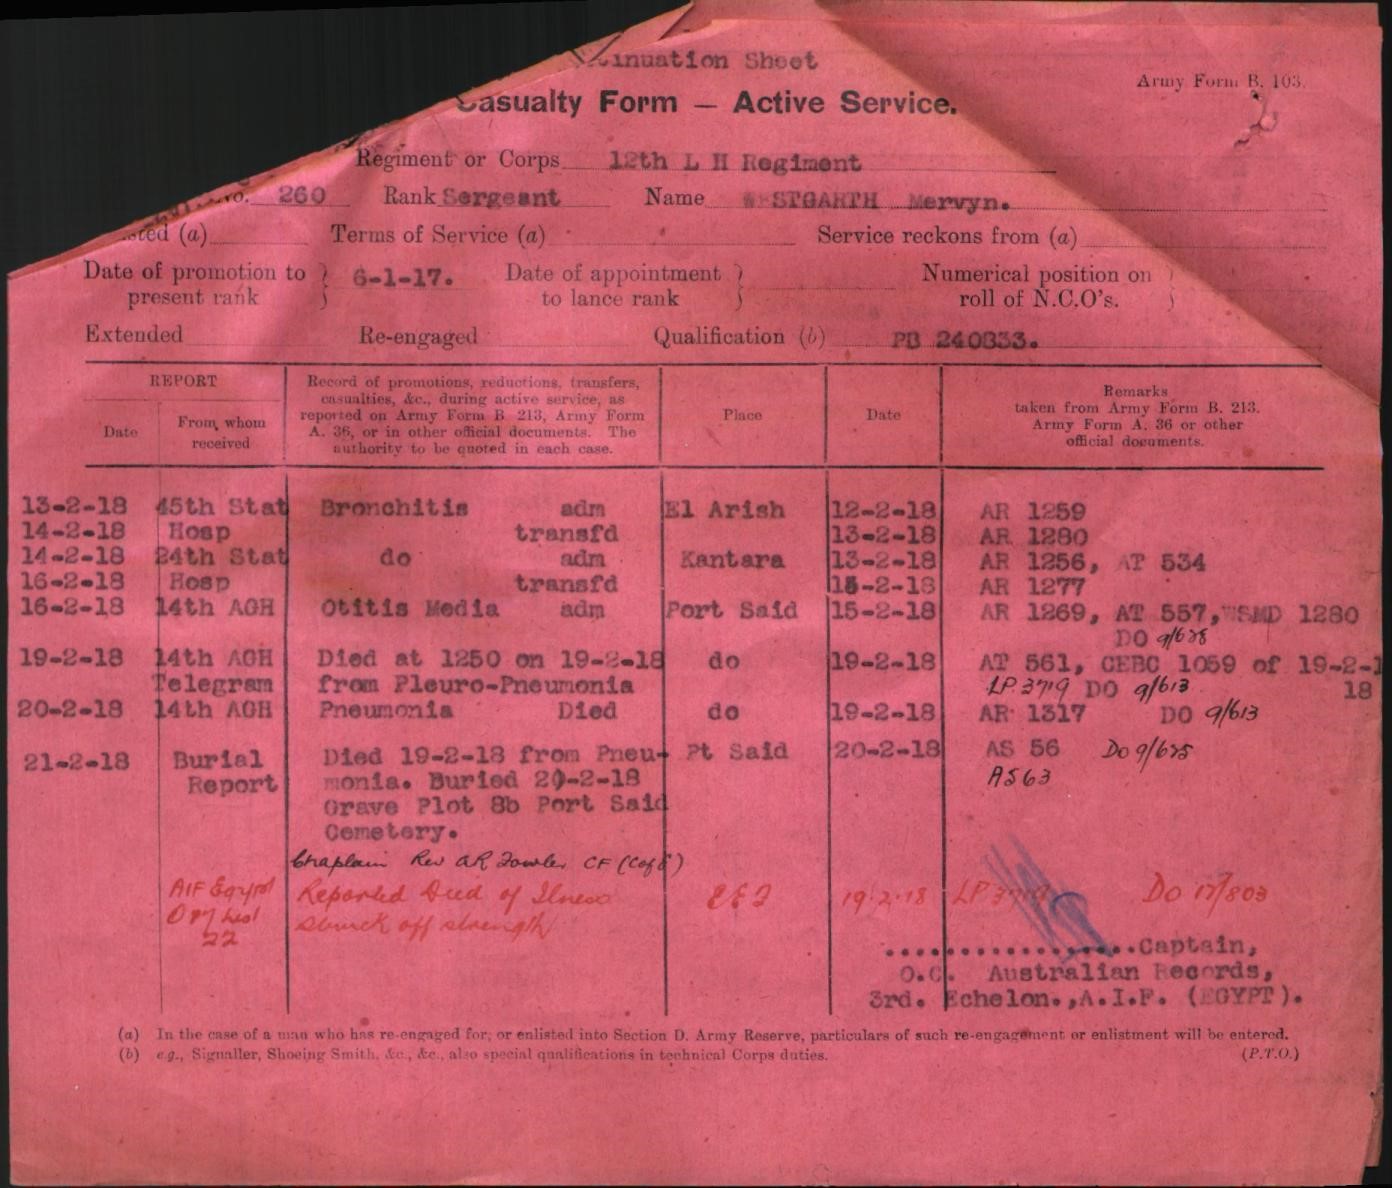 inuation Sheet
Army Form B. 103.
Casualty Form — Active Service.
Regiment or Corps 12th L H Regiment
No. 260 Rank Sergeant Name WESTGARTH Mervyn.
sted (a) Terms of Service (a) Service reckons from (a)
Date of promotion to present rank } 6-1-17. Date of appointment to lance rank } Numerical position on roll of N.C.O's. }
Extended Re-engaged Qualification (b) PB 240833.
REPORT
Date
From whom received
Record of promotions, reductions, transfers,
casualties, &c., during active service, as
reported on Army Form B. 213, Army Form
A. 36, or in other official documents. The
authority to be quoted in each case.
Place
Date
Remarks
taken from Army Form B. 213.
Army Form A. 36 or other
official documents.
13-2-18 45th Stat Bronchitis adm El Arish 12-2-18 AR 1259
14-2-18 Hosp transfd 13-2-18 AR 1280
14-2-18 24th Stat do adm Kantara 13-2-18 AR 1256, AT 534
16-2-18 Hosp transfd 15-2-18 AR 1277
16-2-18 14th AGH Otitis Media adm Port Said 15-2-18 AR 1269, AT 557, WSMD 1280
DO 9/628
19-2-18 14th AGH Died at 1250 on 19-2-18 do 19-2-18 AT 561, CEBC 1059 of 19-2-1
Telegram from Pleuro-Pneumonia LP 3719 DO 9/613 18
20-2-18 14th AGH Pneumonia Died do 19-2-18 AR 1317 DO 9/613
21-2-18 Burial Died 19-2-18 from Pneu- Pt Said 20-2-18 AS 56 DO 9/625
Report monia. Buried 20-2-18 AS63
Grave Plot 8b Port Said
Cemetery.
Chaplain Rev AR Fowler CF (C of E)
AIF Egypt Reported Died of Illness 19.2.18 LP 3719 DO 17/803
List struck off strength
22
Captain,
O.C. Australian Records,
3rd. Echelon.,A.I.F. (EGYPT).
(a) In the case of a man who has re-engaged for, or enlisted into Section D. Army Reserve, particulars of such re-engagement or enlistment will be entered.
(b) e.g., Signaller, Shoeing Smith, &c., &c., also special qualifications in technical Corps duties. (P.T.O.)